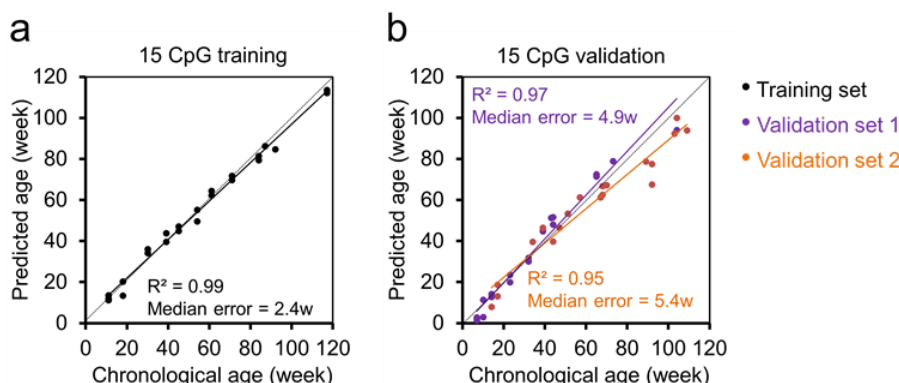 a
15 CpG training
Predicted age (week)
120
100
80
60
40
20
0
R² = 0.99
Median error = 2.4w
0 20 40 60 80 100 120
Chronological age (week)
b
15 CpG validation
Predicted age (week)
120
100
80
60
40
20
0
R² = 0.97
Median error = 4.9w
R² = 0.95
Median error = 5.4w
0 20 40 60 80 100 120
Chronological age (week)
Training set
Validation set 1
Validation set 2